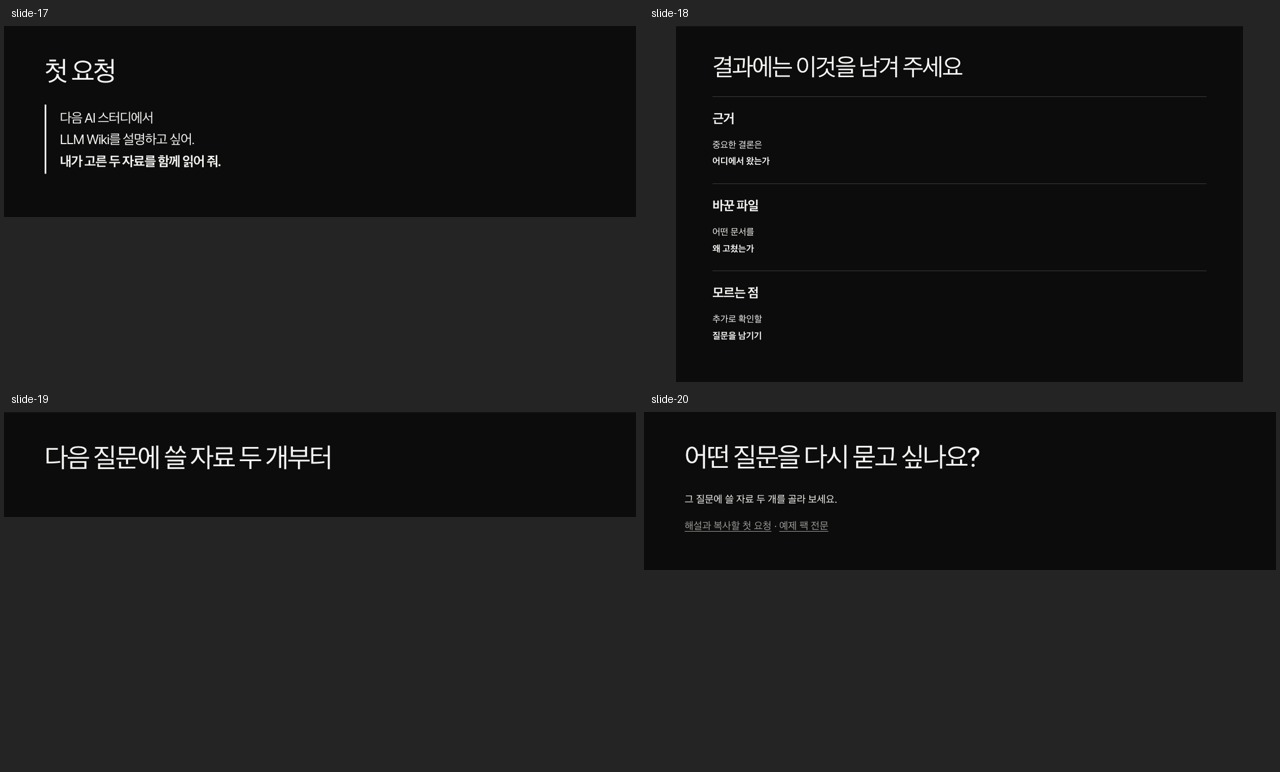 slide-17
첫 요청
다음 AI 스터디에서
LLM Wiki를 설명하고 싶어.
내가 고른 두 자료를 함께 읽어 줘.
slide-18
결과에는 이것을 남겨 주세요
근거
중요한 결론은
어디에서 왔는가
바꾼 파일
어떤 문서를
왜 고쳤는가
모르는 점
추가로 확인할
질문을 남기기
slide-19
다음 질문에 쓸 자료 두 개부터
slide-20
어떤 질문을 다시 묻고 싶나요?
그 질문에 쓸 자료 두 개를 골라 보세요.
해설과 복사할 첫 요청 · 예제 팩 전문